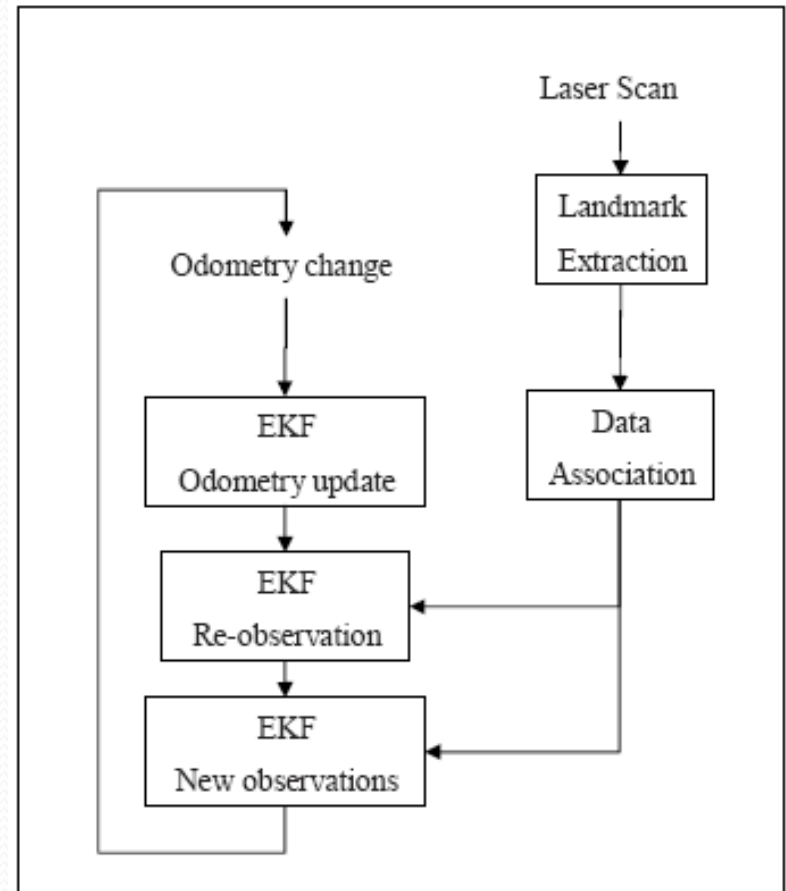 Laser Scan
Landmark
Extraction
Odometry change
Data
Association
EKF
Odometry update
EKF
Re-observation
EKF
New observations